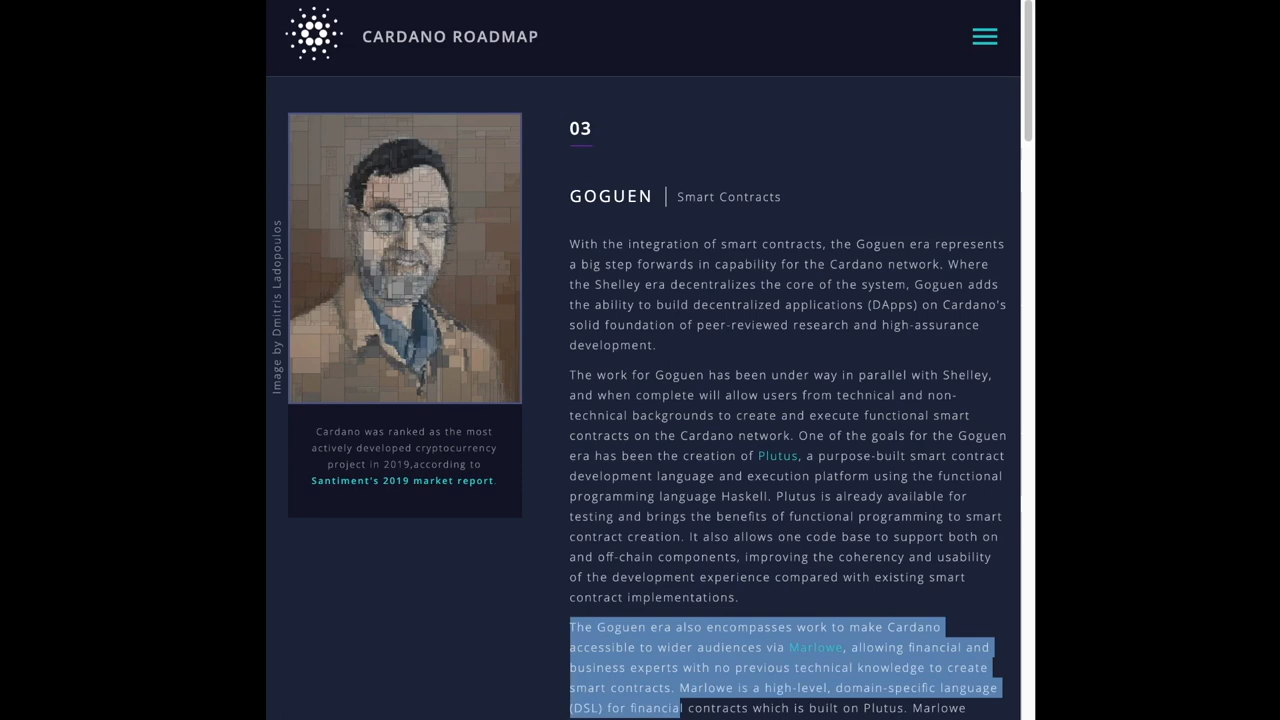 CARDANO ROADMAP
Image by Dmitris Ladopoulos
Cardano was ranked as the most
actively developed cryptocurrency
project in 2019,according to
Santiment's 2019 market report.
03
GOGUEN | Smart Contracts
With the integration of smart contracts, the Goguen era represents
a big step forwards in capability for the Cardano network. Where
the Shelley era decentralizes the core of the system, Goguen adds
the ability to build decentralized applications (DApps) on Cardano's
solid foundation of peer-reviewed research and high-assurance
development.
The work for Goguen has been under way in parallel with Shelley,
and when complete will allow users from technical and non-
technical backgrounds to create and execute functional smart
contracts on the Cardano network. One of the goals for the Goguen
era has been the creation of Plutus, a purpose-built smart contract
development language and execution platform using the functional
programming language Haskell. Plutus is already available for
testing and brings the benefits of functional programming to smart
contract creation. It also allows one code base to support both on
and off-chain components, improving the coherency and usability
of the development experience compared with existing smart
contract implementations.
The Goguen era also encompasses work to make Cardano
accessible to wider audiences via Marlowe, allowing financial and
business experts with no previous technical knowledge to create
smart contracts. Marlowe is a high-level, domain-specific language
(DSL) for financial contracts which is built on Plutus. Marlowe